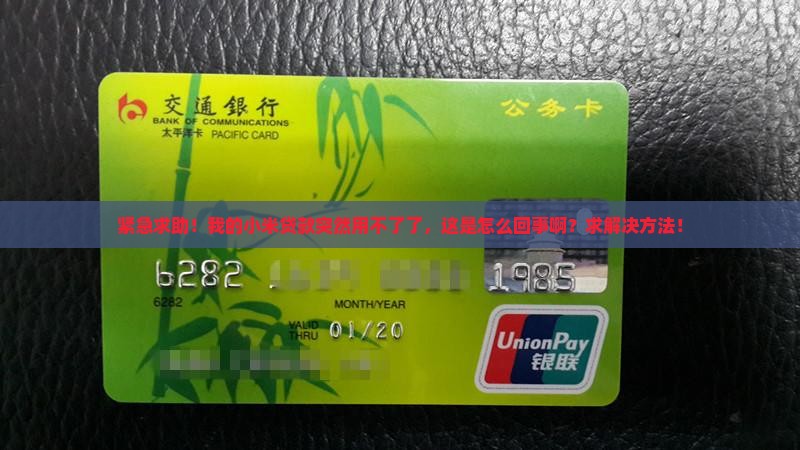 交通銀行
BANK OF COMMUNICATIONS
太平洋卡 PACIFIC CARD
公务卡
紧急求助！我的小米贷款突然用不了了，这是怎么回事啊？求解决方法！
6282 1985
6282
MONTH/YEAR
VALID THRU 01/20
UnionPay
银联